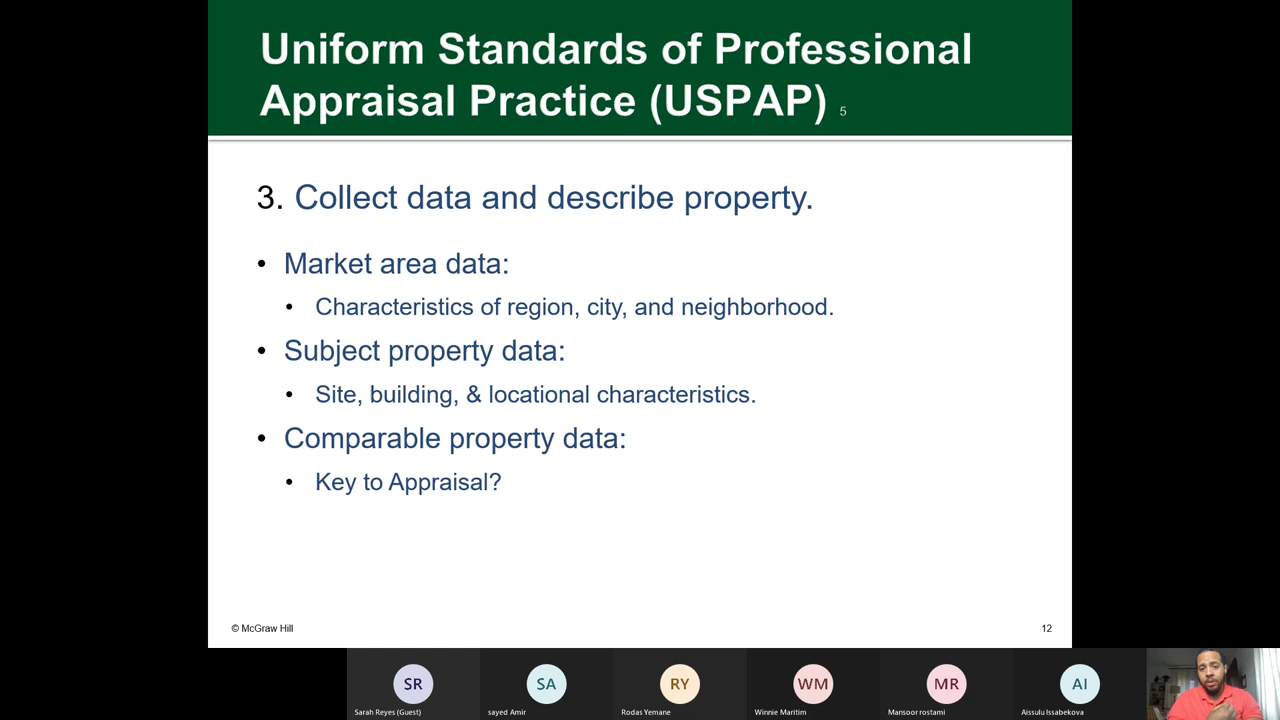 Uniform Standards of Professional
Appraisal Practice (USPAP) 5
3. Collect data and describe property.
• Market area data:
• Characteristics of region, city, and neighborhood.
• Subject property data:
• Site, building, & locational characteristics.
• Comparable property data:
• Key to Appraisal?
© McGraw Hill
12
SR
SA
RY
WM
MR
AI
Sarah Reyes (Guest)
sayed Amir
Rodas Yemane
Winnie Maritim
Mansoor rostami
Aissulu Issabekova